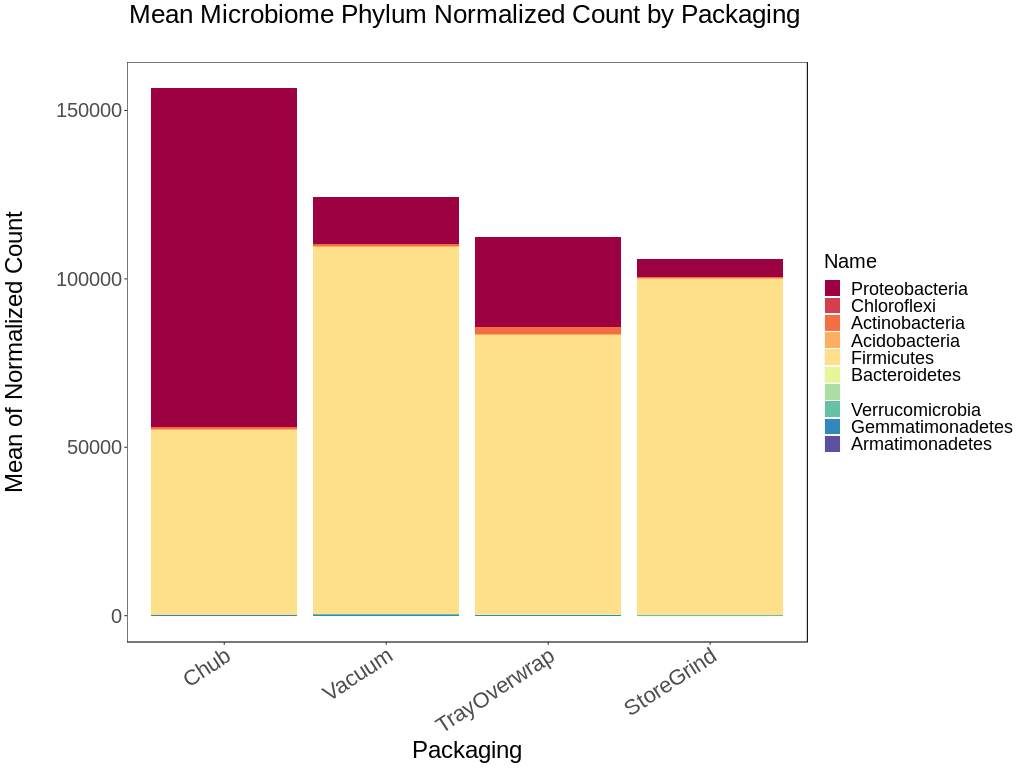 Mean Microbiome Phylum Normalized Count by Packaging
Mean of Normalized Count
150000
100000
50000
0
Chub
Vacuum
TrayOverwrap
StoreGrind
Packaging
Name
Proteobacteria
Chloroflexi
Actinobacteria
Acidobacteria
Firmicutes
Bacteroidetes
Verrucomicrobia
Gemmatimonadetes
Armatimonadetes